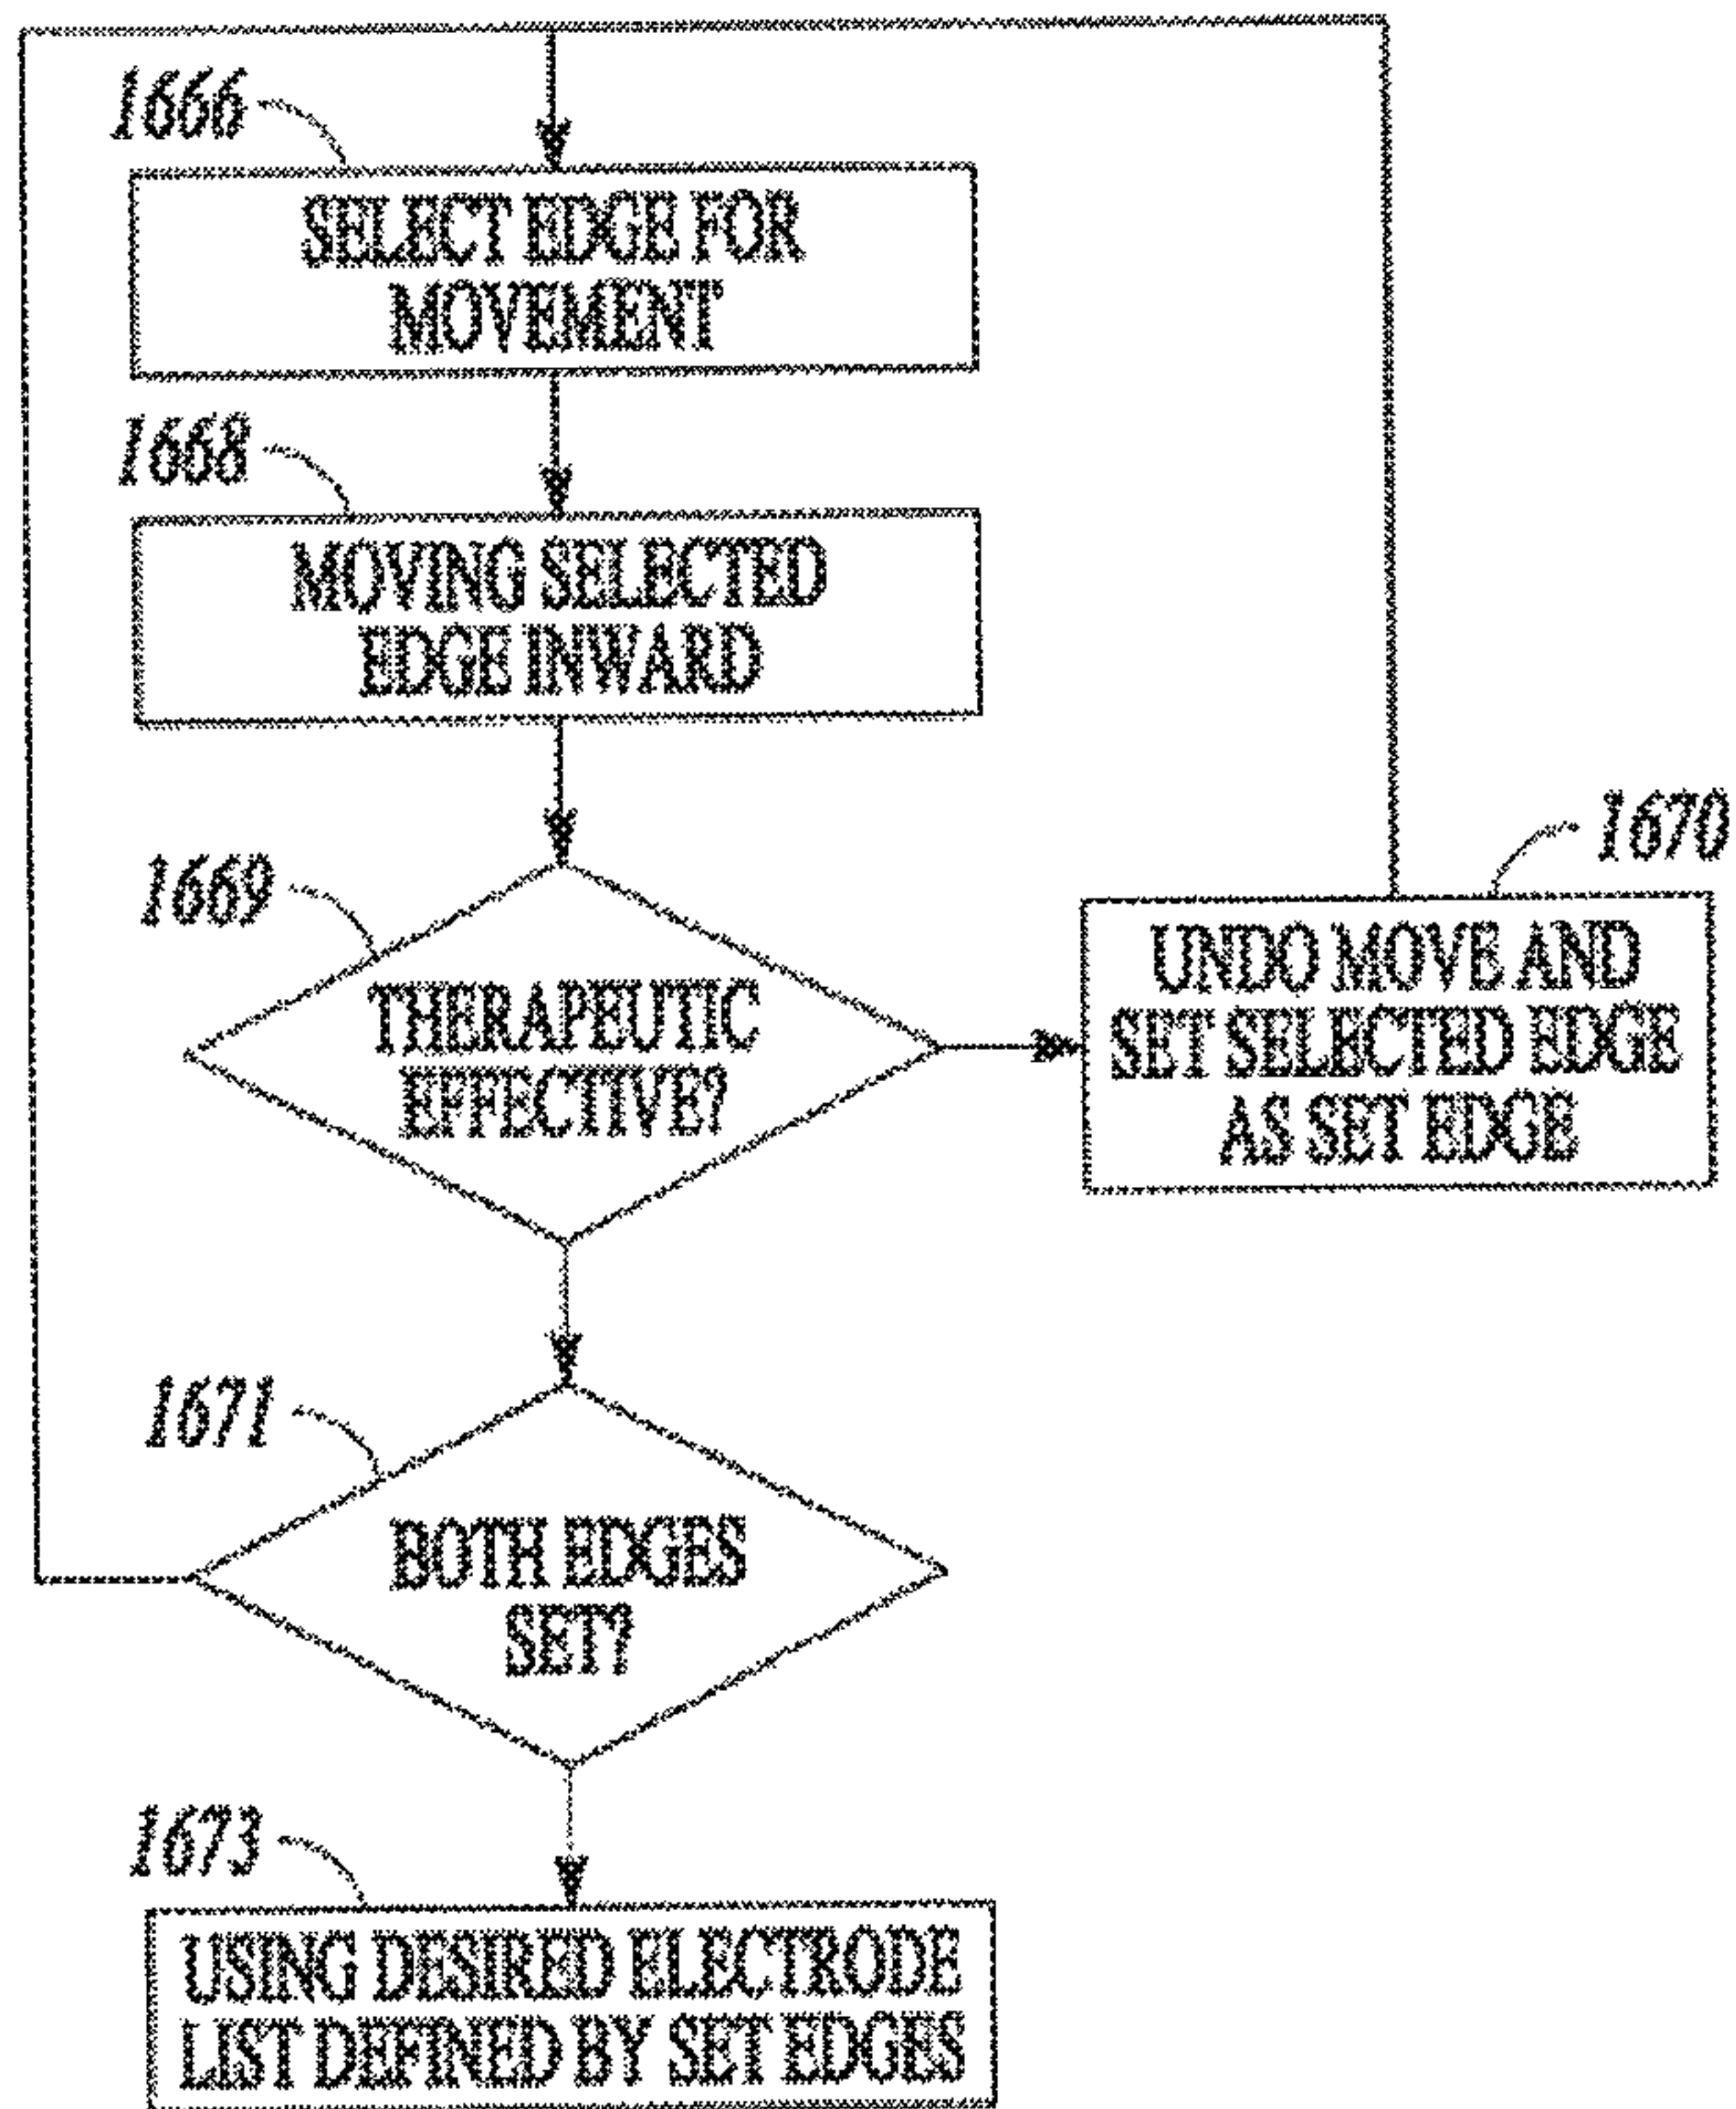 1666
SELECT EDGE FOR
MOVEMENT
1668
MOVING SELECTED
EDGE INWARD
1669
THERAPEUTIC
EFFECTIVE?
1670
UNDO MOVE AND
SET SELECTED EDGE
AS SET EDGE
1671
BOTH EDGES
SET?
1673
USING DESIRED ELECTRODE
LIST DEFINED BY SET EDGES